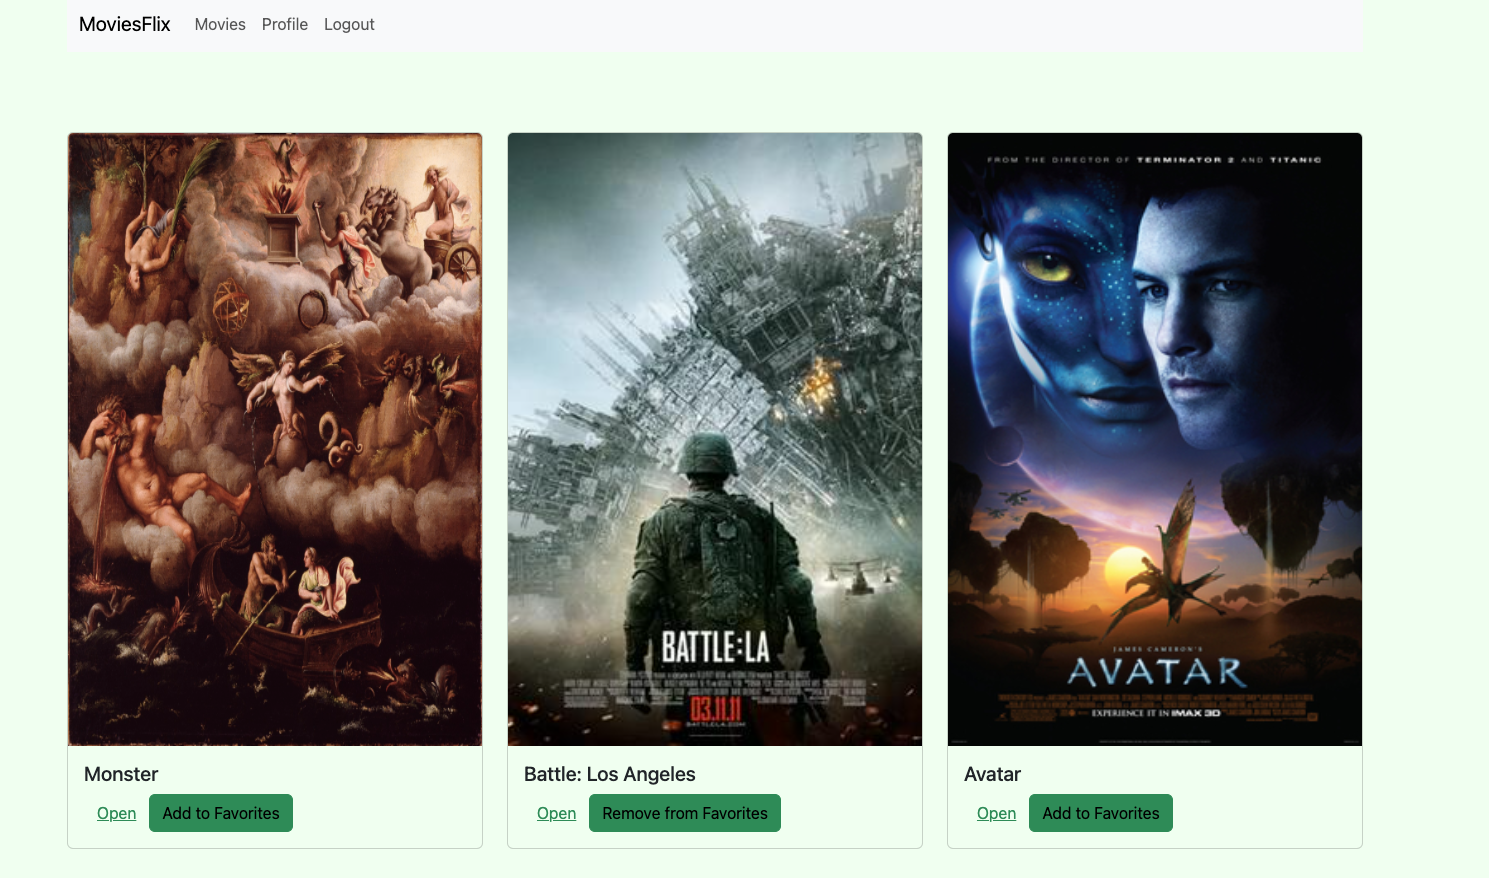 MoviesFlix Movies Profile Logout
BATTLE:LA
03.11.11
BATTLELA.COM
FROM THE DIRECTOR OF TERMINATOR 2 AND TITANIC
JAMES CAMERON'S
AVATAR
EXPERIENCE IT IN IMAX 3D
Monster
Open Add to Favorites
Battle: Los Angeles
Open Remove from Favorites
Avatar
Open Add to Favorites